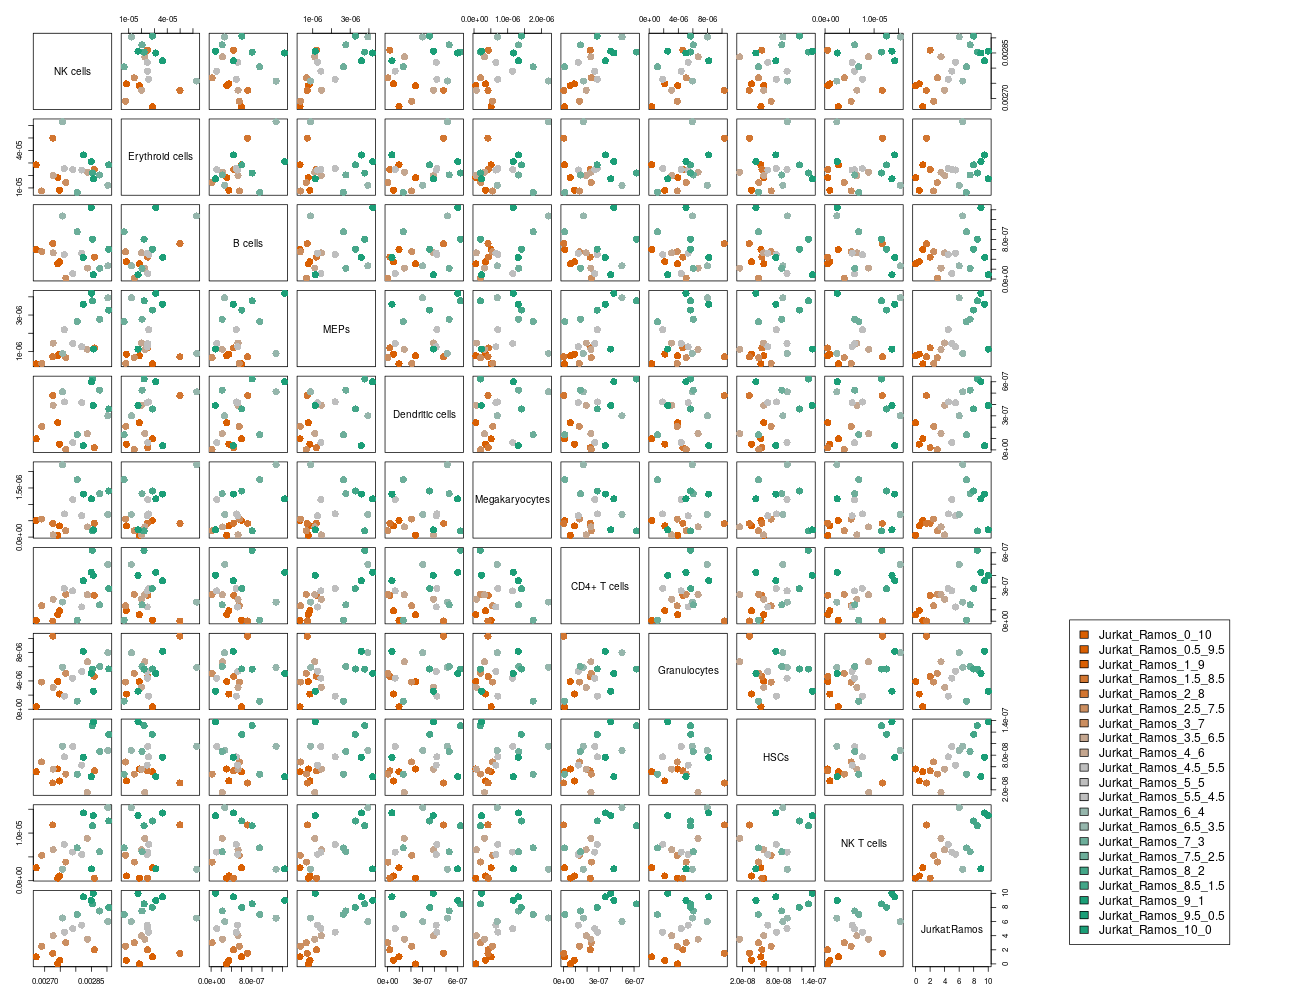 1e-05 4e-05 1e-06 3e-06 0.0e+00 1.0e-06 2.0e-06 0e+00 4e-06 8e-06 0.0e+00 1.0e-05
NK cells
0.00270 0.00285
Erythroid cells
1e-05 4e-05
B cells
0.0e+00 8.0e-07
MEPs
1e-06 3e-06
Dendritic cells
0e+00 3e-07 6e-07
Megakaryocytes
0.0e+00 1.5e-06
CD4+ T cells
0e+00 3e-07 6e-07
Granulocytes
0e+00 4e-06 8e-06
HSCs
2.0e-08 8.0e-08 1.4e-07
NK T cells
0.0e+00 1.0e-05
Jurkat:Ramos
0 2 4 6 8 10
0.00270 0.00285 0.0e+00 8.0e-07 0e+00 3e-07 6e-07 0e+00 3e-07 6e-07 2.0e-08 8.0e-08 1.4e-07 0 2 4 6 8 10
Jurkat_Ramos_0_10
Jurkat_Ramos_0.5_9.5
Jurkat_Ramos_1_9
Jurkat_Ramos_1.5_8.5
Jurkat_Ramos_2_8
Jurkat_Ramos_2.5_7.5
Jurkat_Ramos_3_7
Jurkat_Ramos_3.5_6.5
Jurkat_Ramos_4_6
Jurkat_Ramos_4.5_5.5
Jurkat_Ramos_5_5
Jurkat_Ramos_5.5_4.5
Jurkat_Ramos_6_4
Jurkat_Ramos_6.5_3.5
Jurkat_Ramos_7_3
Jurkat_Ramos_7.5_2.5
Jurkat_Ramos_8_2
Jurkat_Ramos_8.5_1.5
Jurkat_Ramos_9_1
Jurkat_Ramos_9.5_0.5
Jurkat_Ramos_10_0